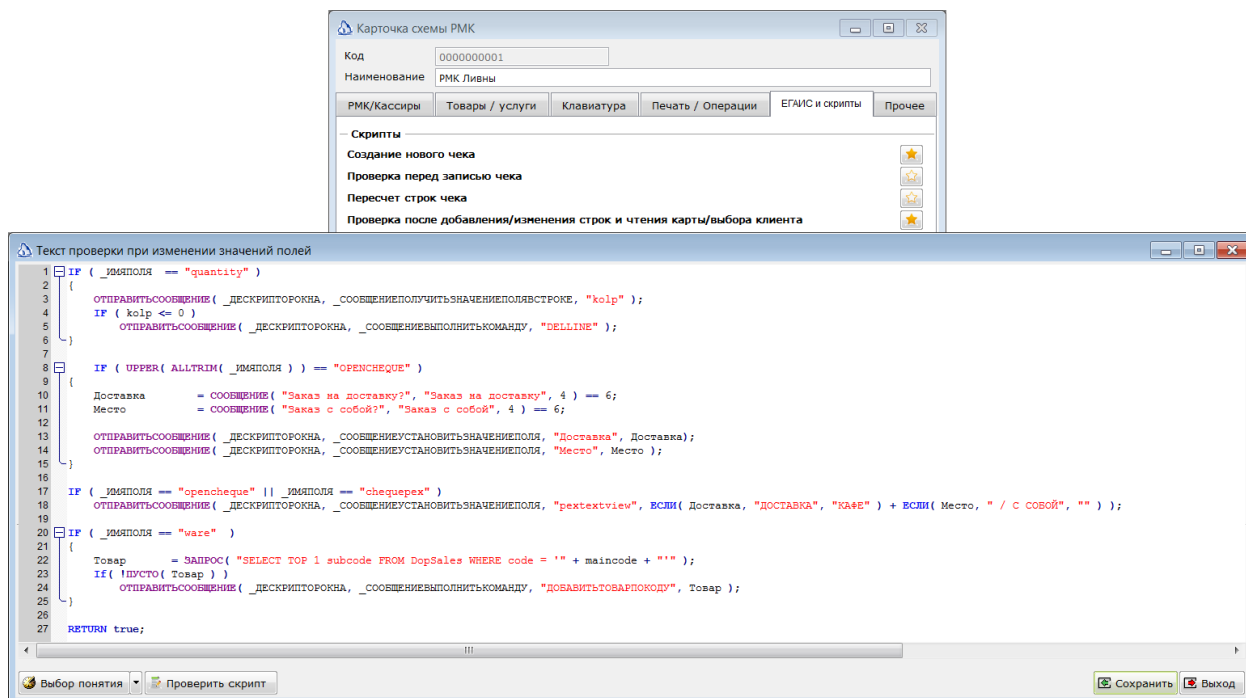 Карточка схемы РМК
Код 0000000001
Наименование РМК Ливны
РМК/Кассиры Товары / услуги Клавиатура Печать / Операции ЕГАИС и скрипты Прочее
Скрипты
Создание нового чека
Проверка перед записью чека
Пересчет строк чека
Проверка после добавления/изменения строк и чтения карты/выбора клиента
Текст проверки при изменении значений полей
1 IF ( _ИМЯПОЛЯ == "quantity" )
2 {
3 ОТПРАВИТЬСООБЩЕНИЕ( _ДЕСКРИПТОРОКНА, _СООБЩЕНИЕПОЛУЧИТЬЗНАЧЕНИЕПОЛЯВСТРОКЕ, "kolp" );
4 IF ( kolp <= 0 )
5 ОТПРАВИТЬСООБЩЕНИЕ( _ДЕСКРИПТОРОКНА, _СООБЩЕНИЕВЫПОЛНИТЬКОМАНДУ, "DELLINE" );
6 }
7
8 IF ( UPPER( ALLTRIM( _ИМЯПОЛЯ ) ) == "OPENCHEQUE" )
9 {
10 Доставка = СООБЩЕНИЕ( "Заказ на доставку?", "Заказ на доставку", 4 ) == 6;
11 Место = СООБЩЕНИЕ( "Заказ с собой?", "Заказ с собой", 4 ) == 6;
12
13 ОТПРАВИТЬСООБЩЕНИЕ( _ДЕСКРИПТОРОКНА, _СООБЩЕНИЕУСТАНОВИТЬЗНАЧЕНИЕПОЛЯ, "Доставка", Доставка);
14 ОТПРАВИТЬСООБЩЕНИЕ( _ДЕСКРИПТОРОКНА, _СООБЩЕНИЕУСТАНОВИТЬЗНАЧЕНИЕПОЛЯ, "Место", Место );
15 }
16
17 IF ( _ИМЯПОЛЯ == "opencheque" || _ИМЯПОЛЯ == "chequepex" )
18 ОТПРАВИТЬСООБЩЕНИЕ( _ДЕСКРИПТОРОКНА, _СООБЩЕНИЕУСТАНОВИТЬЗНАЧЕНИЕПОЛЯ, "pextextview", ЕСЛИ( Доставка, "ДОСТАВКА", "КАФЕ" ) + ЕСЛИ( Место, " / С СОБОЙ", "" ) );
19
20 IF ( _ИМЯПОЛЯ == "ware" )
21 {
22 Товар = ЗАПРОС( "SELECT TOP 1 subcode FROM DopSales WHERE code = '" + maincode + "'" );
23 If( !ПУСТО( Товар ) )
24 ОТПРАВИТЬСООБЩЕНИЕ( _ДЕСКРИПТОРОКНА, _СООБЩЕНИЕВЫПОЛНИТЬКОМАНДУ, "ДОБАВИТЬТОВАРПОКОДУ", Товар );
25 }
26
27 RETURN true;
Выбор понятия Проверить скрипт Сохранить Выход